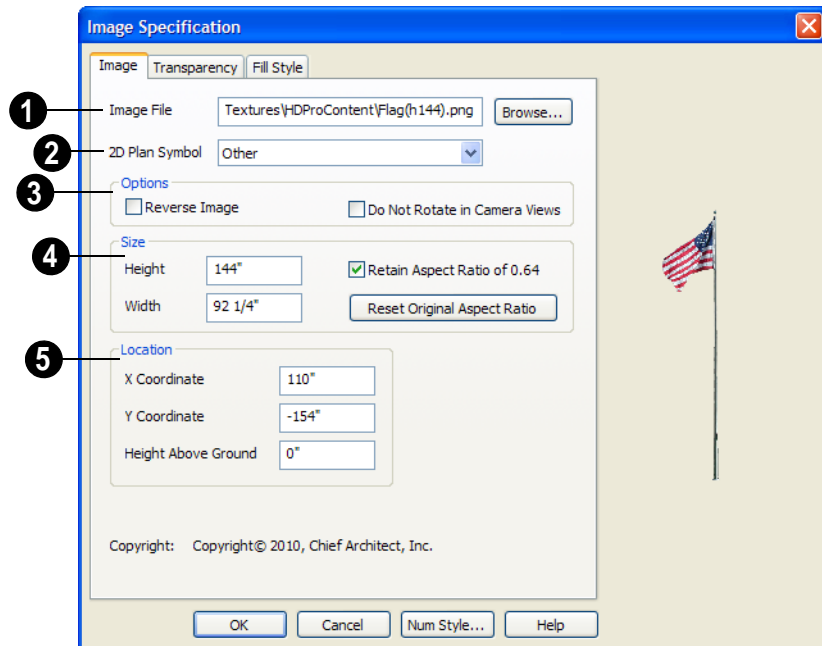 Image Specification
Image Transparency Fill Style
1 Image File Textures\HDProContent\Flag(h144).png Browse...
2 2D Plan Symbol Other
3 Options
Reverse Image Do Not Rotate in Camera Views
4 Size
Height 144" Retain Aspect Ratio of 0.64
Width 92 1/4" Reset Original Aspect Ratio
5 Location
X Coordinate 110"
Y Coordinate -154"
Height Above Ground 0"
Copyright: Copyright© 2010, Chief Architect, Inc.
OK Cancel Num Style... Help